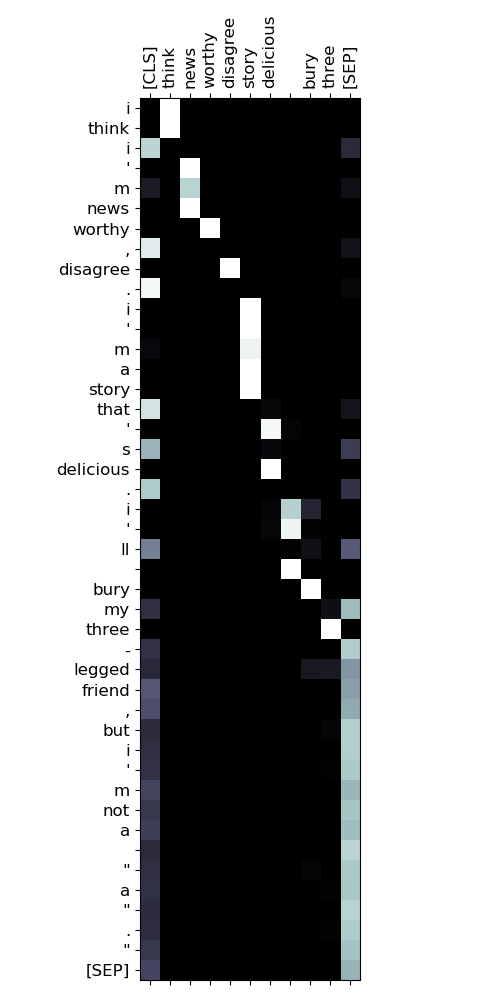 [CLS]
think
news
worthy
disagree
story
delicious
bury
three
[SEP]
i
think
i
'
m
news
worthy
,
disagree
.
i
'
m
a
story
that
'
s
delicious
.
i
'
ll
bury
my
three
-
legged
friend
,
but
i
'
m
not
a
"
a
"
.
"
[SEP]